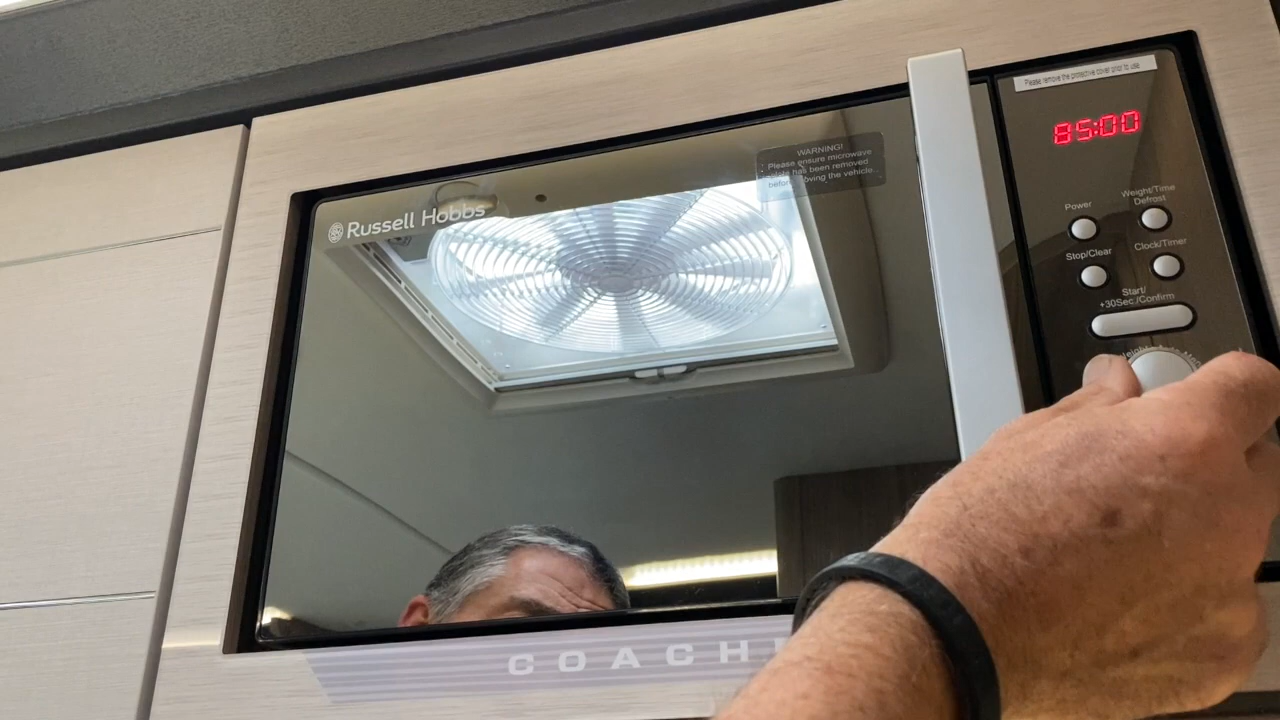 Russell Hobbs
WARNING!
Please ensure microwave
plate has been removed
before moving the vehicle.
Please remove the protective cover prior to use
85:00
Power
Weight/Time
Defrost
Stop/Clear
Clock/Timer
Start/
+30Sec./Confirm
COACH